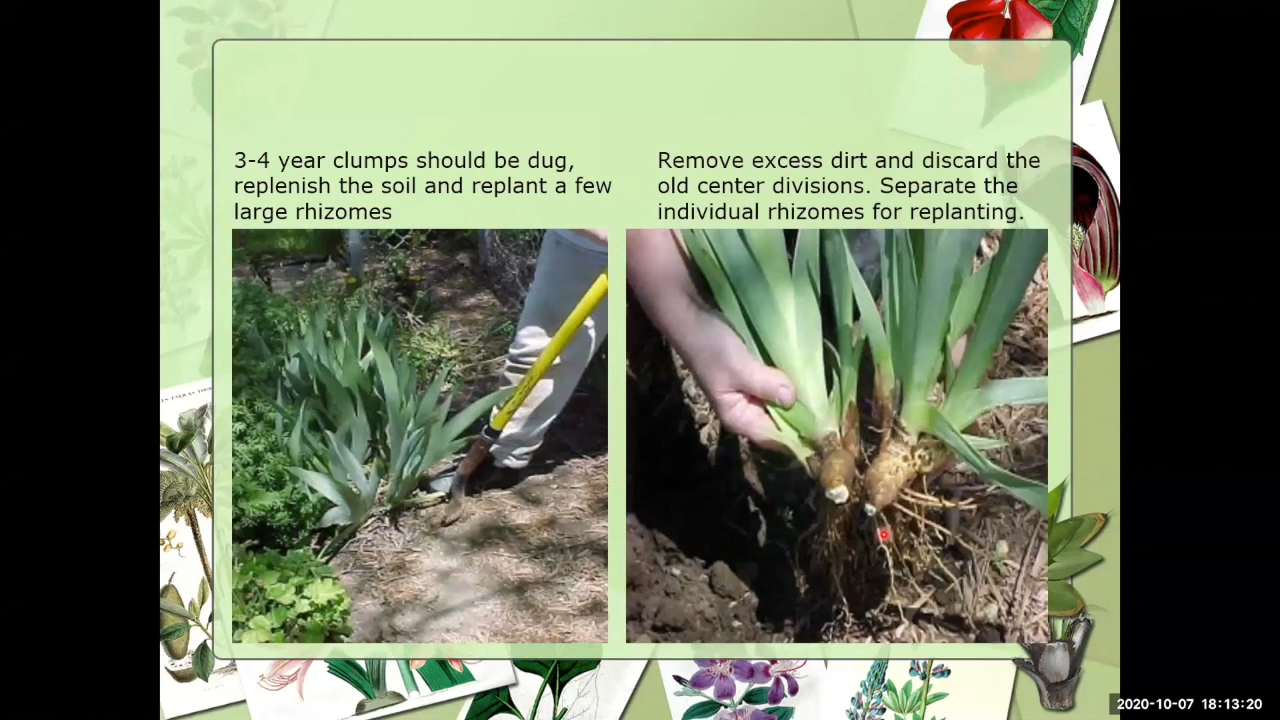 3-4 year clumps should be dug,
replenish the soil and replant a few
large rhizomes
Remove excess dirt and discard the
old center divisions. Separate the
individual rhizomes for replanting.
2020-10-07 18:13:20